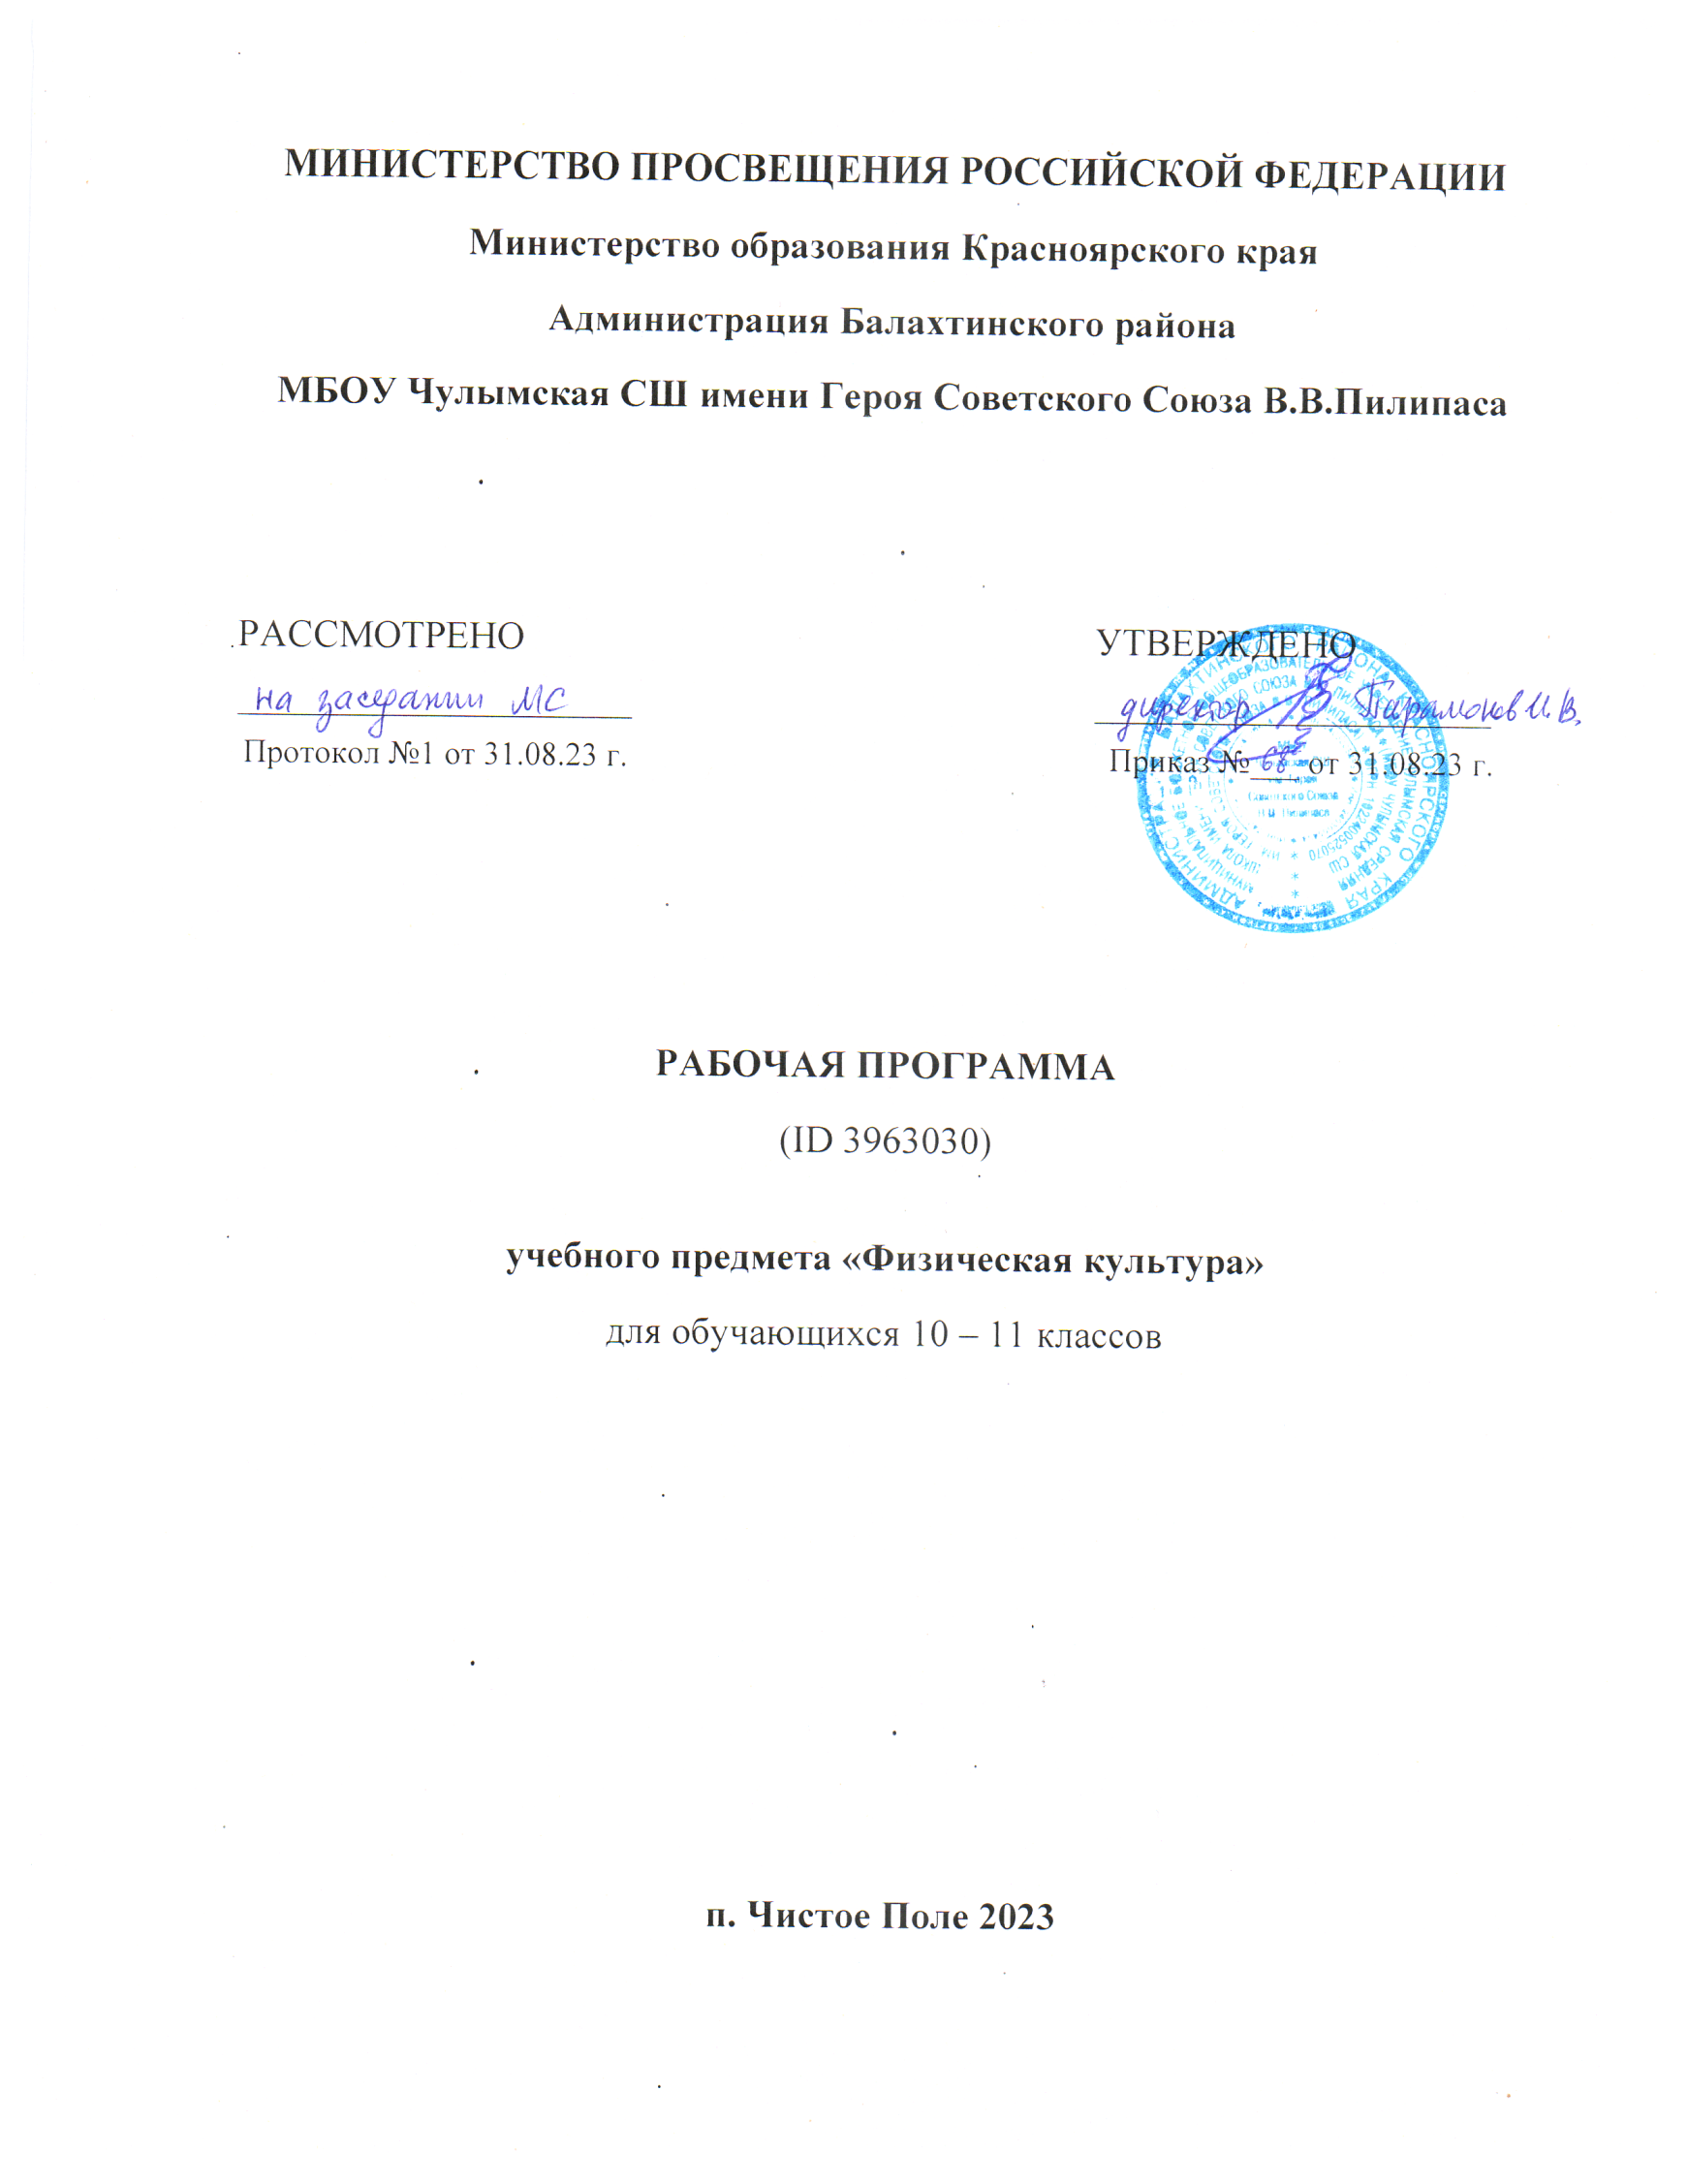 МИНИСТЕРСТВО ПРОСВЕЩЕНИЯ РОССИЙСКОЙ ФЕДЕРАЦИИ
Министерство образования Красноярского края
Администрация Балахтинского района
МБОУ Чулымская СШ имени Героя Советского Союза В.В.Пилипаса
РАССМОТРЕНО
на заседании МС
Протокол №1 от 31.08.23 г.
УТВЕРЖДЕНО
директор Парамонов И.В.
Приказ № 68 от 31.08.23 г.
РАБОЧАЯ ПРОГРАММА
(ID 3963030)
учебного предмета «Физическая культура»
для обучающихся 10 – 11 классов
п. Чистое Поле 2023